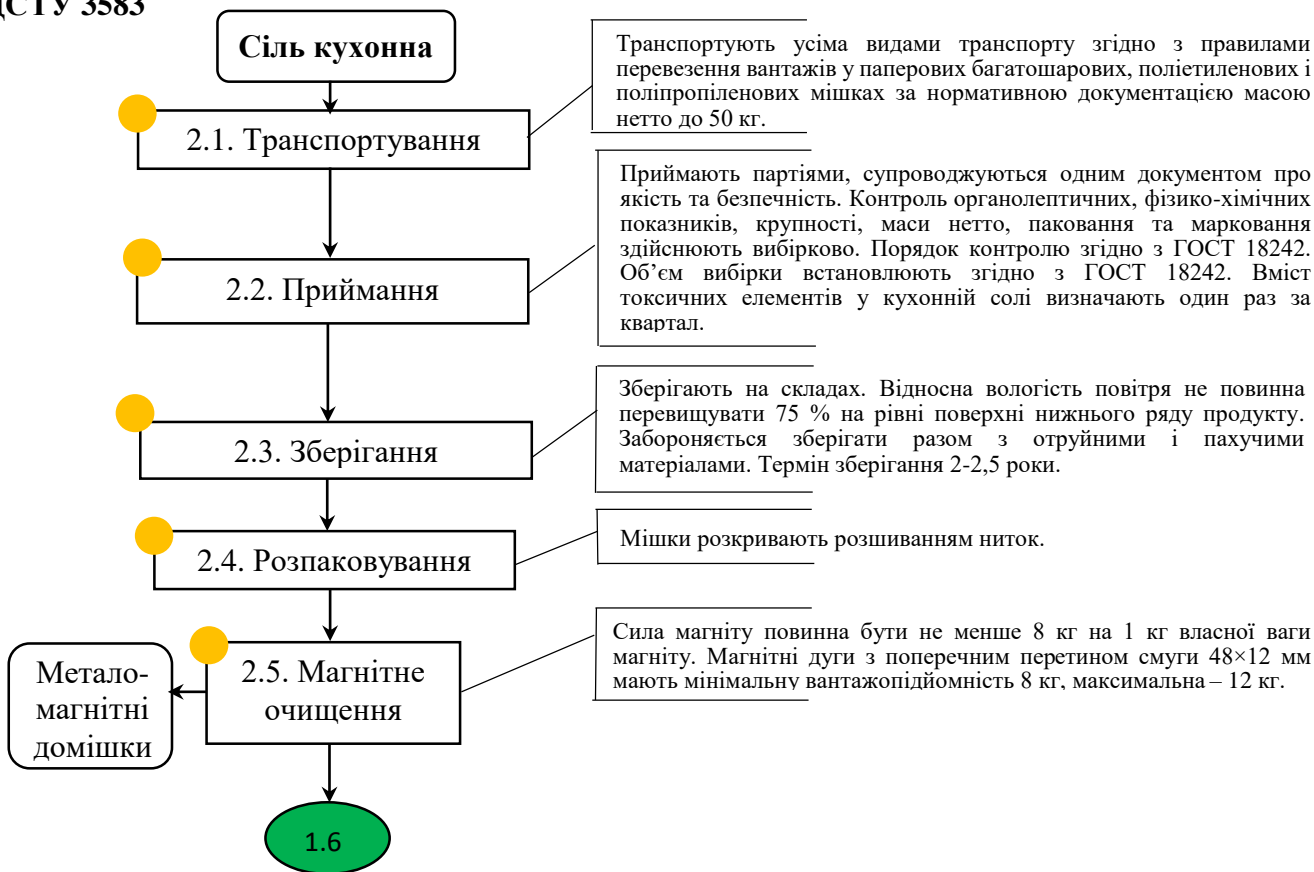 ДСТУ 3583
Сіль кухонна
Транспортують усіма видами транспорту згідно з правилами
перевезення вантажів у паперових багатошарових, поліетиленових і
поліпропіленових мішках за нормативною документацією масою
нетто до 50 кг.
2.1. Транспортування
Приймають партіями, супроводжуються одним документом про
якість та безпечність. Контроль органолептичних, фізико-хімічних
показників, крупності, маси нетто, паковання та марковання
здійснюють вибірково. Порядок контролю згідно з ГОСТ 18242.
Об’єм вибірки встановлюють згідно з ГОСТ 18242. Вміст
токсичних елементів у кухонній солі визначають один раз за
квартал.
2.2. Приймання
Зберігають на складах. Відносна вологість повітря не повинна
перевищувати 75 % на рівні поверхні нижнього ряду продукту.
Забороняється зберігати разом з отруйними і пахучими
матеріалами. Термін зберігання 2-2,5 роки.
2.3. Зберігання
Мішки розкривають розшиванням ниток.
2.4. Розпаковування
Сила магніту повинна бути не менше 8 кг на 1 кг власної ваги
магніту. Магнітні дуги з поперечним перетином смуги 48×12 мм
мають мінімальну вантажопідйомність 8 кг, максимальна – 12 кг.
2.5. Магнітне
очищення
Метало-
магнітні
домішки
1.6